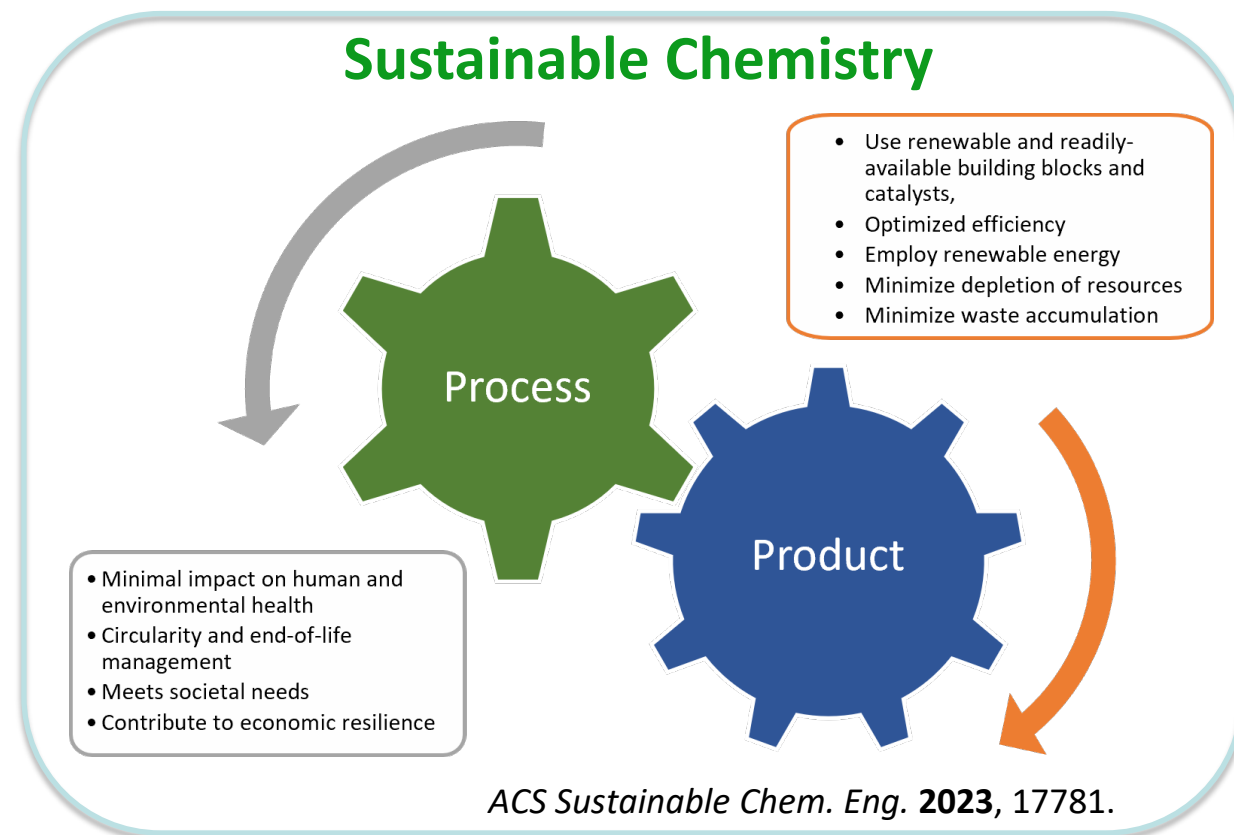 Sustainable Chemistry
• Use renewable and readily-
available building blocks and
catalysts,
• Optimized efficiency
• Employ renewable energy
• Minimize depletion of resources
• Minimize waste accumulation
Process
Product
• Minimal impact on human and
environmental health
• Circularity and end-of-life
management
• Meets societal needs
• Contribute to economic resilience
ACS Sustainable Chem. Eng. 2023, 17781.